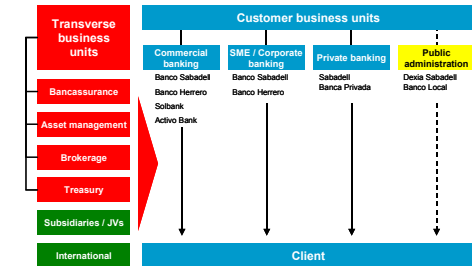 Transverse
business
units
Bancassurance
Asset management
Brokerage
Treasury
Subsidiaries / JVs
International
Customer business units
Commercial
banking
Banco Sabadell
Banco Herrero
Solbank
Activo Bank
SME / Corporate
banking
Banco Sabadell
Banco Herrero
Private banking
Sabadell
Banca Privada
Public
administration
Dexia Sabadell
Banco Local
Client